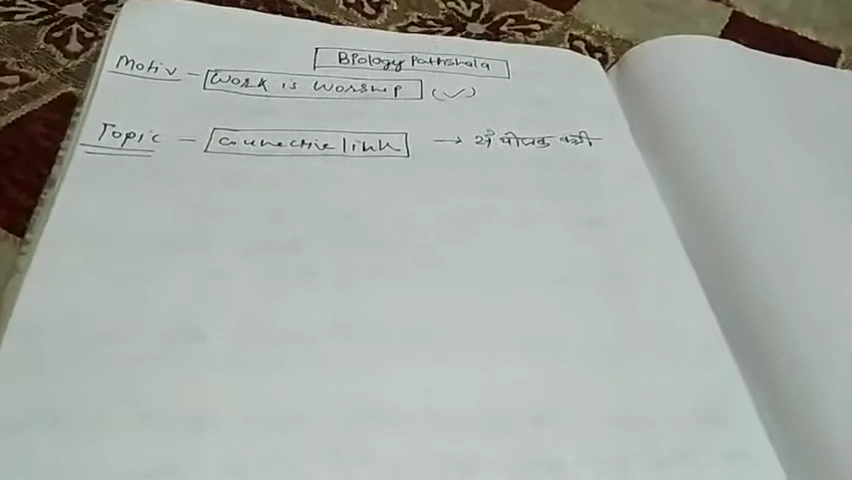 Biology Pathshala
Motiv - Work is Worship (✓)
Topic - Connective link → संयोजक कड़ी